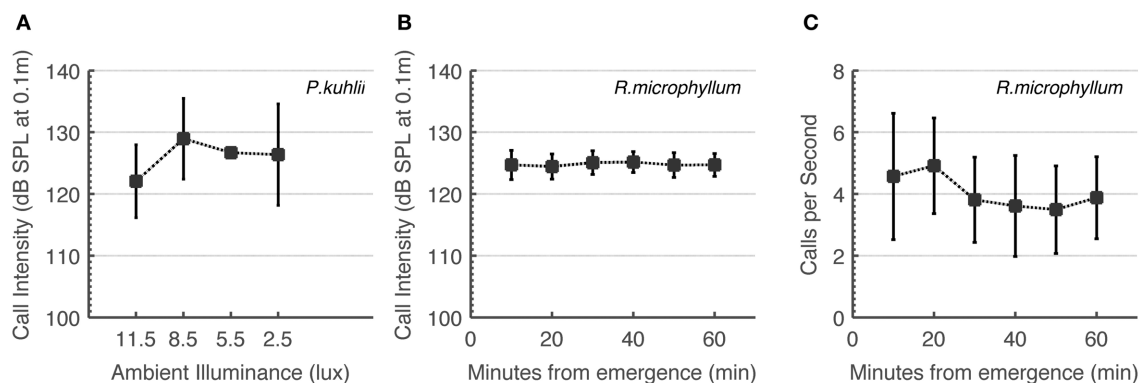 A
Call Intensity (dB SPL at 0.1m)
140
130
120
110
100
P.kuhlii
11.5 8.5 5.5 2.5
Ambient Illuminance (lux)
B
Call Intensity (dB SPL at 0.1m)
140
130
120
110
100
R.microphyllum
0 20 40 60
Minutes from emergence (min)
C
Calls per Second
8
6
4
2
0
R.microphyllum
0 20 40 60
Minutes from emergence (min)